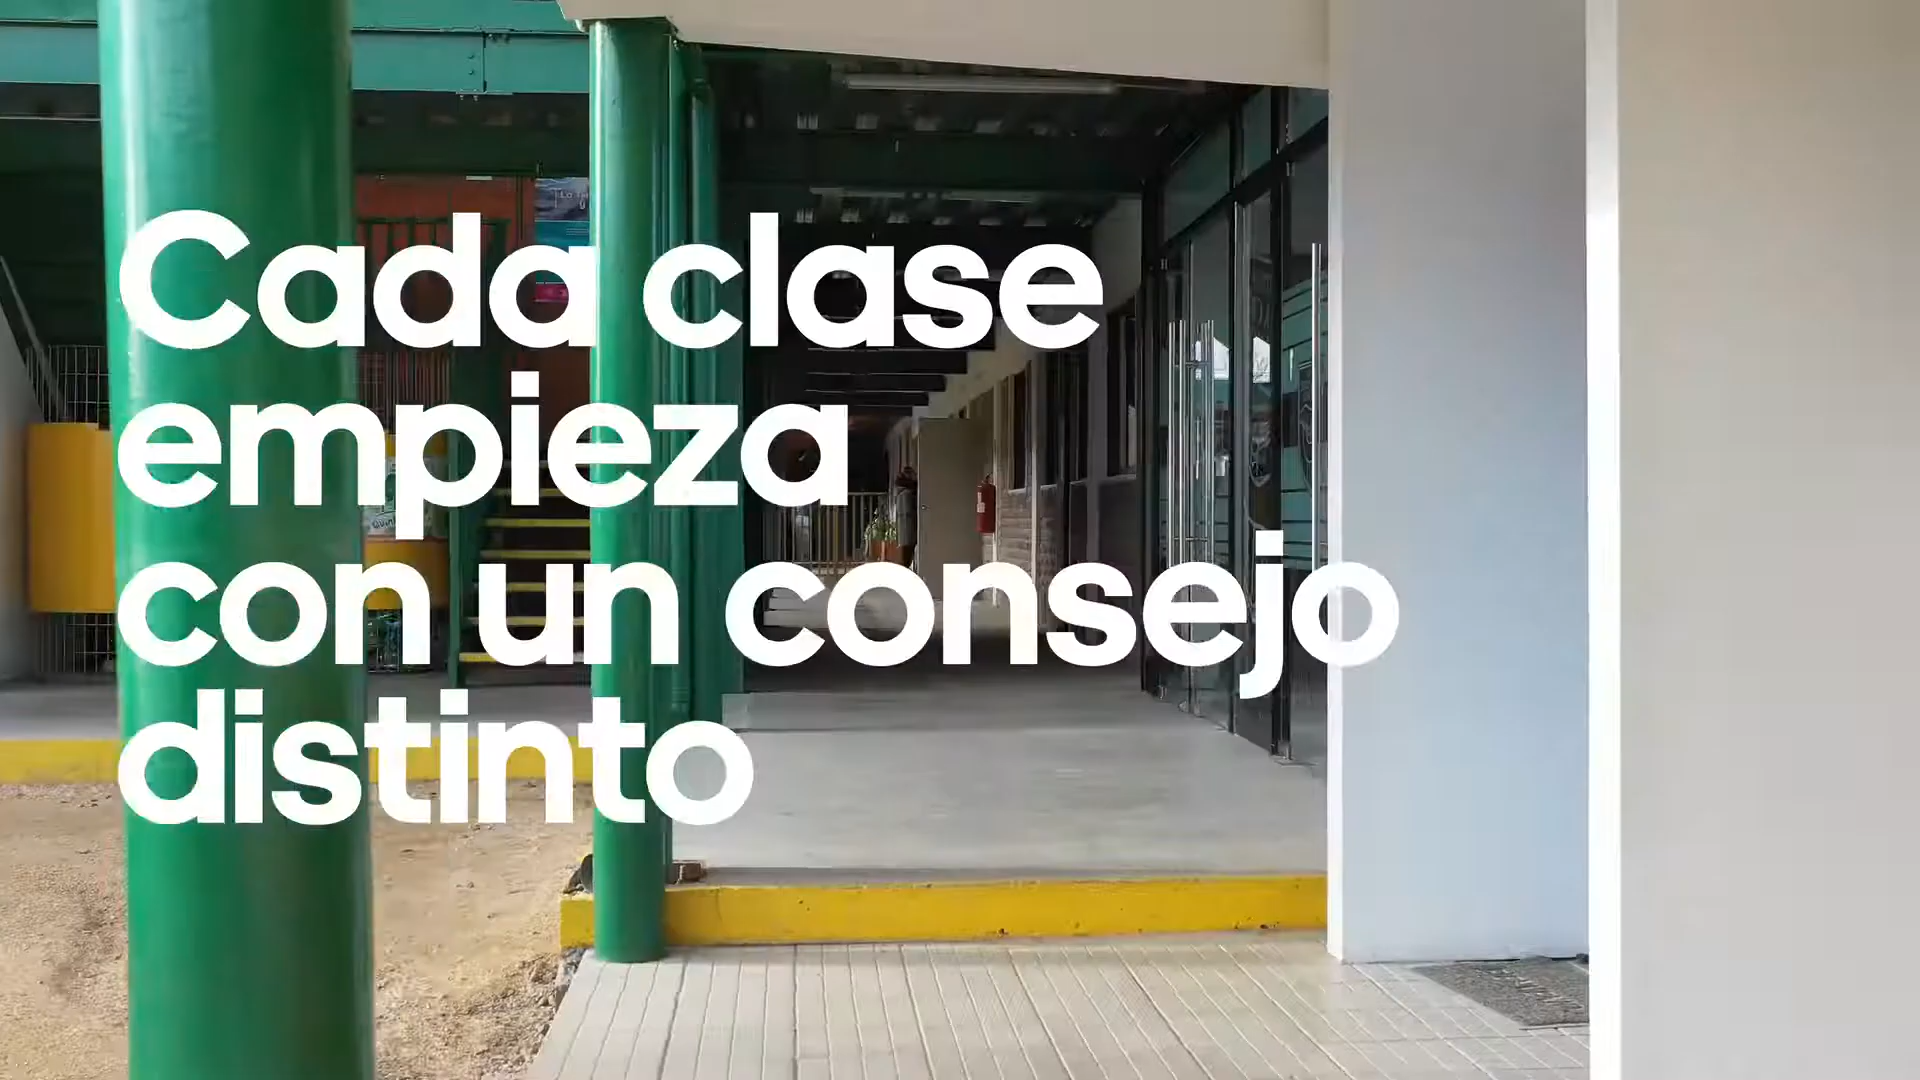 Cada clase
empieza
con un consejo
distinto